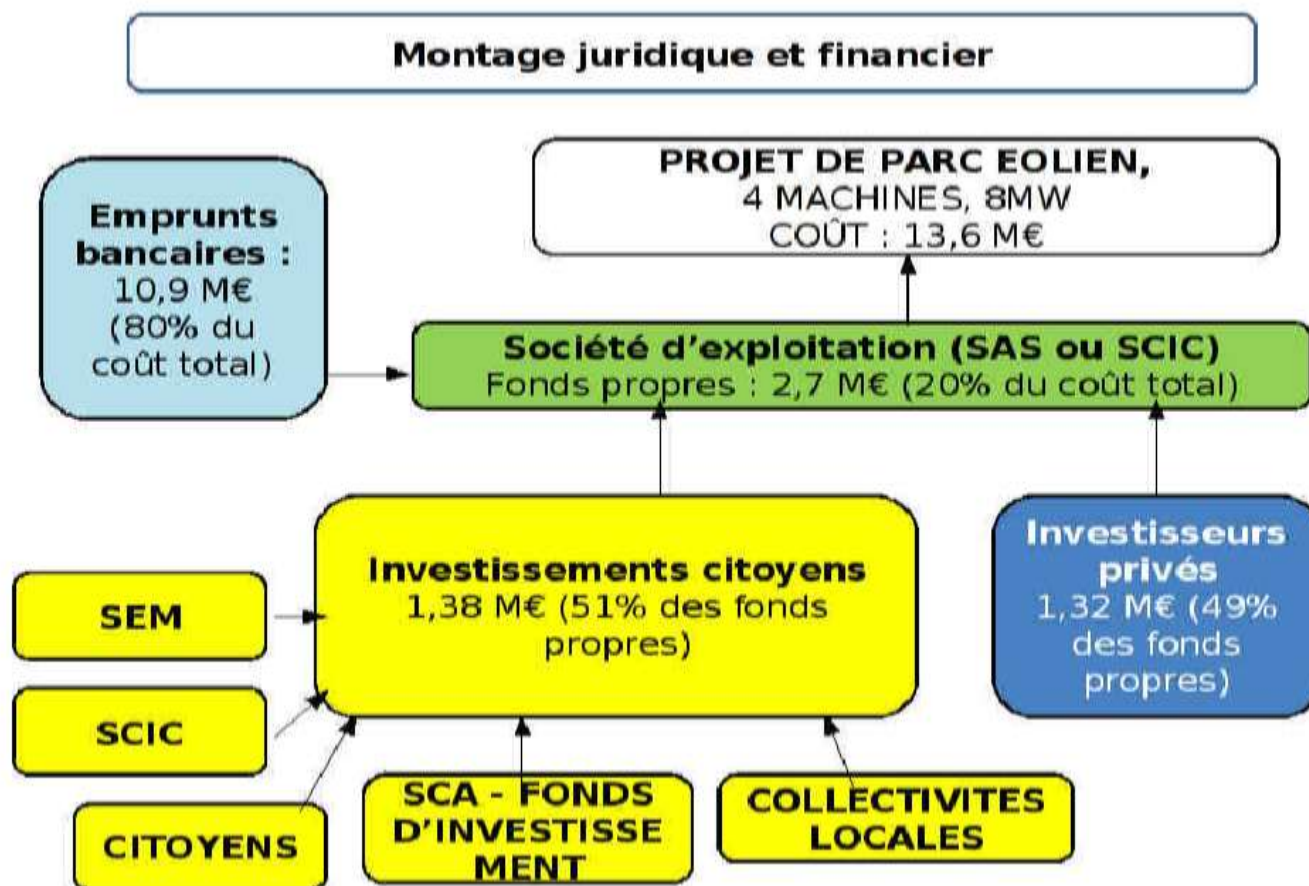 Montage juridique et financier
PROJET DE PARC EOLIEN,
4 MACHINES, 8MW
COÛT : 13,6 M€
Emprunts
bancaires :
10,9 M€
(80% du
coût total)
Société d'exploitation (SAS ou SCIC)
Fonds propres : 2,7 M€ (20% du coût total)
Investissements citoyens
1,38 M€ (51% des fonds
propres)
Investisseurs
privés
1,32 M€ (49%
des fonds
propres)
SEM
SCIC
CITOYENS
SCA - FONDS
D'INVESTISSE
MENT
COLLECTIVITES
LOCALES